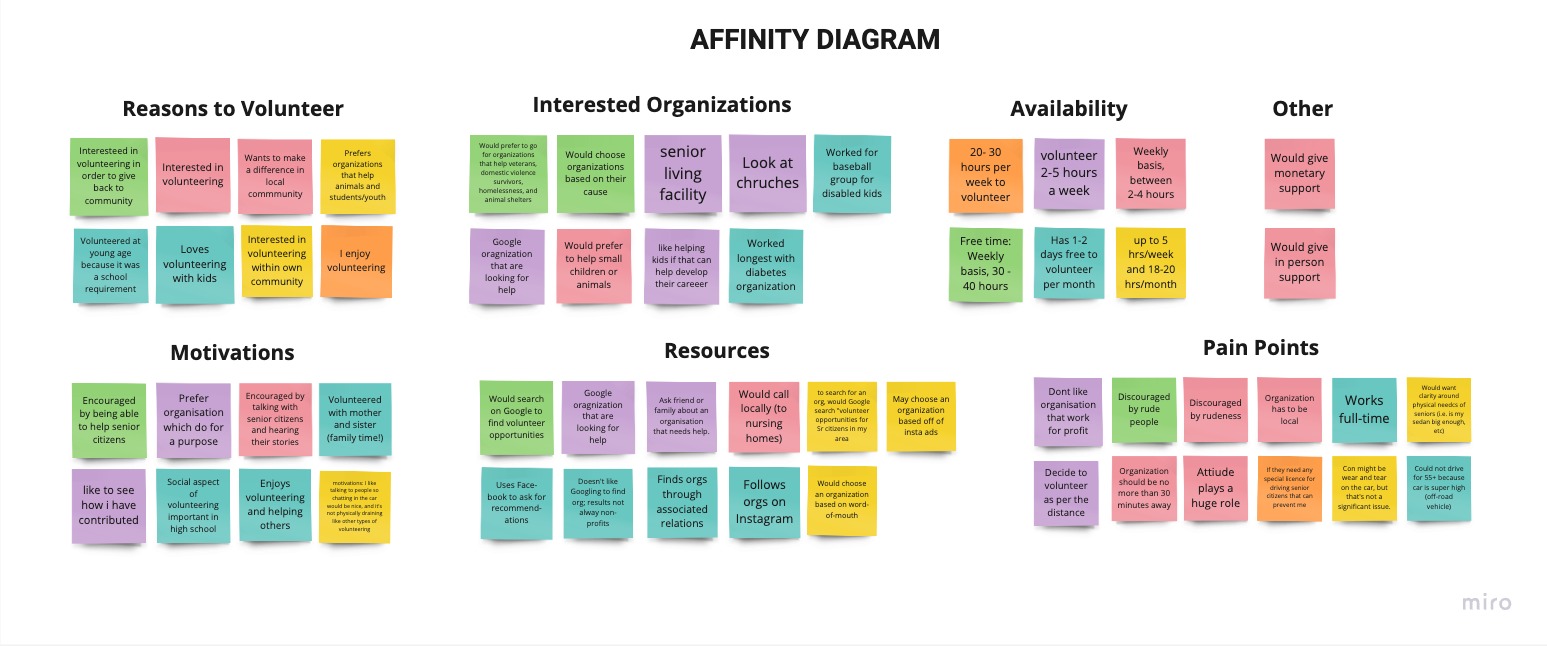 AFFINITY DIAGRAM
Reasons to Volunteer
Interesteed in
volunteering in
order to give
back to
community
Interested in
volunteering
Wants to make
a difference in
local
commuunity
Prefers
organizations
that help
animals and
students/youth
Volunteered at
young age
because it was
a school
requirement
Loves
volunteering
with kids
Interested in
volunteering
within own
community
I enjoy
volunteering
Interested Organizations
Would prefer to go
for organizations
that help veterans,
domestic violence
survivors,
homelessness, and
animal shelters
Would choose
organizations
based on their
cause
senior
living
facility
Look at
chruches
Worked for
baseball
group for
disabled kids
Google
oragnization
that are
looking for
help
Would prefer
to help small
children or
animals
like helping
kids if that can
help develop
their careeer
Worked
longest with
diabetes
organization
Availability
20- 30
hours per
week to
volunteer
volunteer
2-5 hours
a week
Weekly
basis,
between
2-4 hours
Free time:
Weekly
basis, 30 -
40 hours
Has 1-2
days free to
volunteer
per month
up to 5
hrs/week
and 18-20
hrs/month
Other
Would give
monetary
support
Would give
in person
support
Motivations
Encouraged
by being able
to help senior
citizens
Prefer
organisation
which do for
a purpose
Encouraged by
talking with
senior citizens
and hearing
their stories
Volunteered
with mother
and sister
(family time!)
like to see
how i have
contributed
Social aspect
of
volunteering
important in
high school
Enjoys
volunteering
and helping
others
motivations: I like
talking to people so
chatting in the car
would be nice, and it's
not physically draining
like other types of
volunteering
Resources
Would search
on Google to
find volunteer
opportunities
Google
oragnization
that are
looking for
help
Ask friend or
family about an
organisation
that needs help.
Would call
locally (to
nursing
homes)
to search for an
org, would Google
search "volunteer
opportunities for
Sr citizens in my
area
May choose an
organization
based off of
insta ads
Uses Face-
book to ask for
recommend-
ations
Doesn't like
Googling to find
org; results not
alway non-
profits
Finds orgs
through
associated
relations
Follows
orgs on
Instagram
Would choose
an organization
based on word-
of-mouth
Pain Points
Dont like
organisation
that work
for profit
Discouraged
by rude
people
Discouraged
by rudeness
Organization
has to be
local
Works
full-time
Would want
clarity around
physical needcs of
seniors (i.e. is my
sedan big enough,
etc)
Decide to
volunteer
as per the
distance
Organization
should be no
more than 30
minutes away
Attiude
plays a
huge role
If they need any
special licence for
driving senior
citizens that can
prevent me
Con might be
wear and tear
on the car, but
that's not a
significant issue.
Could not drive
for 55+ because
car is super high
(off-road
vehicle)
miro